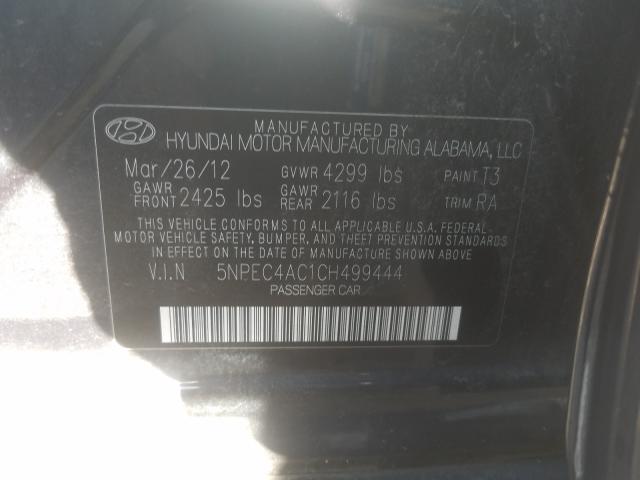 MANUFACTURED BY
HYUNDAI MOTOR MANUFACTURING ALABAMA, LLC
Mar/26/12 GVWR 4299 lbs PAINT T3
GAWR FRONT 2425 lbs GAWR REAR 2116 lbs TRIM RA
THIS VEHICLE CONFORMS TO ALL APPLICABLE U.S.A. FEDERAL
MOTOR VEHICLE SAFETY, BUMPER, AND THEFT PREVENTION
STANDARDS IN EFFECT ON THE DATE OF MANUFACTURE SHOWN ABOVE.
V.I.N 5NPEC4AC1CH499444
PASSENGER CAR